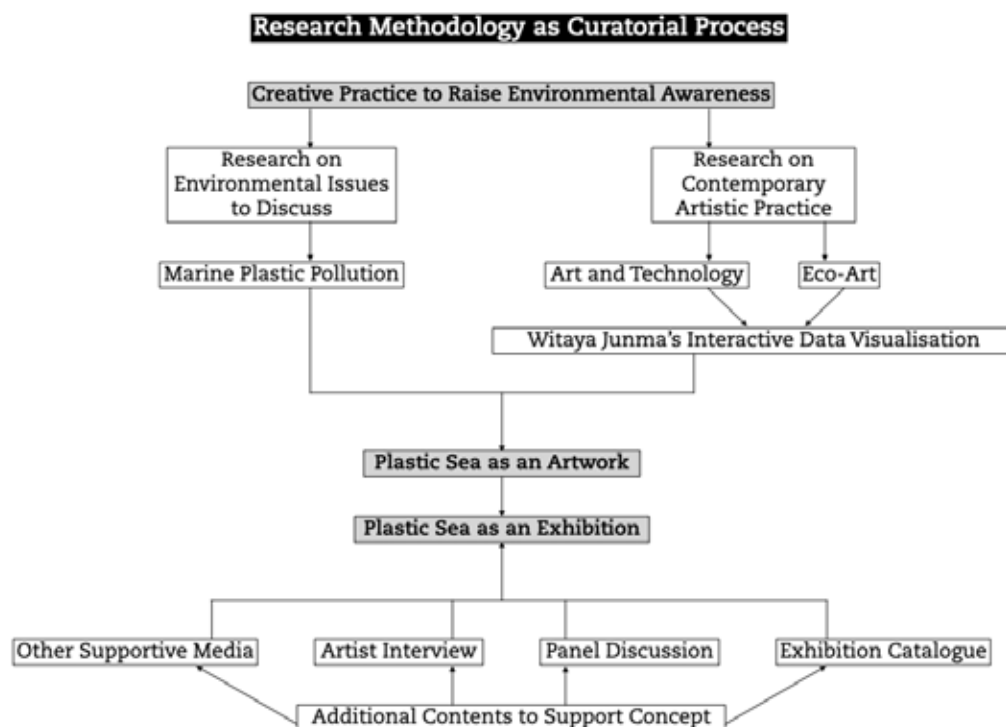 Research Methodology as Curatorial Process
Creative Practice to Raise Environmental Awareness
Research on
Environmental Issues
to Discuss
Research on
Contemporary
Artistic Practice
Marine Plastic Pollution
Art and Technology
Eco-Art
Witaya Junma's Interactive Data Visualisation
Plastic Sea as an Artwork
Plastic Sea as an Exhibition
Other Supportive Media
Artist Interview
Panel Discussion
Exhibition Catalogue
Additional Contents to Support Concept